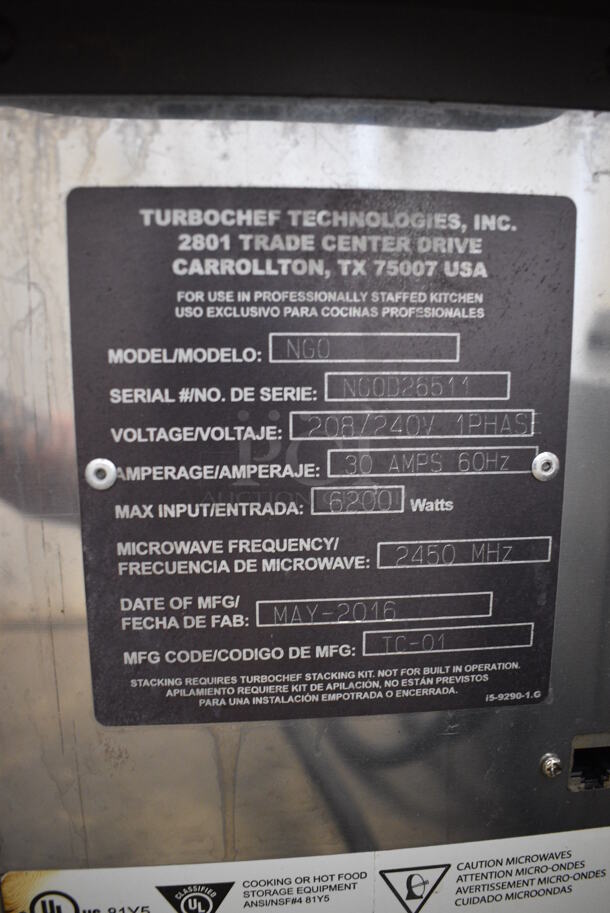 TURBOCHEF TECHNOLOGIES, INC.
2801 TRADE CENTER DRIVE
CARROLLTON, TX 75007 USA
FOR USE IN PROFESSIONALLY STAFFED KITCHEN
USO EXCLUSIVO PARA COCINAS PROFESIONALES
MODEL/MODELO: NGO
SERIAL #/NO. DE SERIE: NGOD26511
VOLTAGE/VOLTAJE: 208/240V 1PHASE
AMPERAGE/AMPERAJE: 30 AMPS 60Hz
MAX INPUT/ENTRADA: 6200 Watts
MICROWAVE FREQUENCY/
FRECUENCIA DE MICROWAVE: 2450 MHz
DATE OF MFG/
FECHA DE FAB: MAY-2016
MFG CODE/CODIGO DE MFG: TC-01
STACKING REQUIRES TURBOCHEF STACKING KIT. NOT FOR BUILT IN OPERATION.
APILAMIENTO REQUIERE KIT DE APILACIÓN, NO ESTÁN PREVISTOS
PARA UNA INSTALACIÓN EMPOTRADA O ENCERRADA.
i5-9290-1.G
UL us 81Y5
CLASSIFIED
UL
COOKING OR HOT FOOD
STORAGE EQUIPMENT
ANSI/NSF#4 81Y5
CAUTION MICROWAVES
ATTENTION MICRO-ONDES
AVERTISSEMENT MICRO-ONDES
CUIDADO MICROONDAS